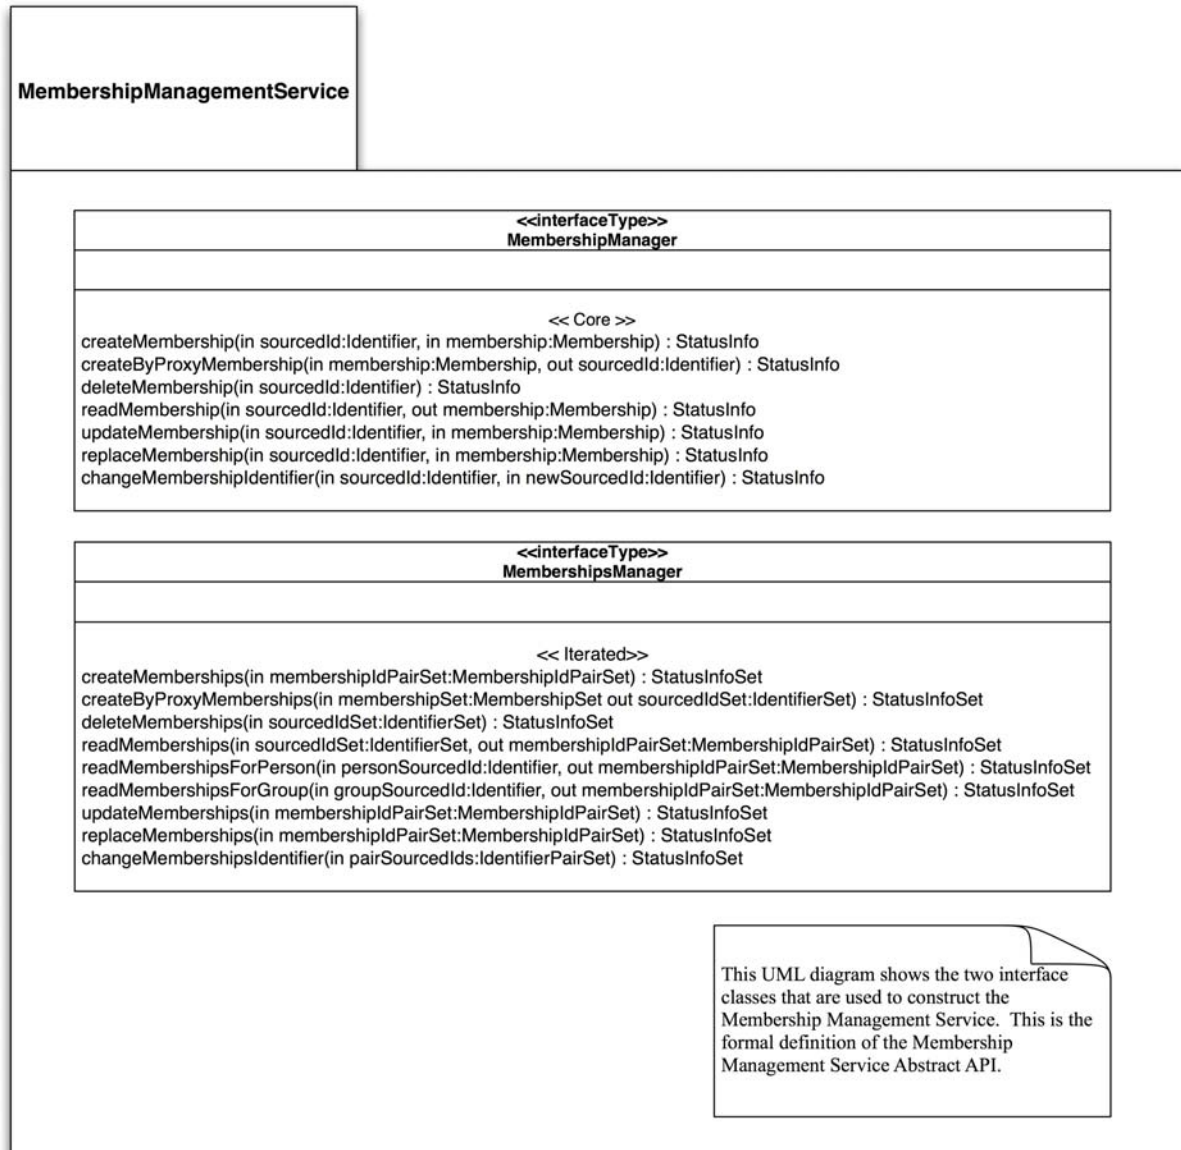 MembershipManagementService
<<interfaceType>>
MembershipManager
<< Core >>
createMembership(in sourcedId:Identifier, in membership:Membership) : StatusInfo
createByProxyMembership(in membership:Membership, out sourcedId:Identifier) : StatusInfo
deleteMembership(in sourcedId:Identifier) : StatusInfo
readMembership(in sourcedId:Identifier, out membership:Membership) : StatusInfo
updateMembership(in sourcedId:Identifier, in membership:Membership) : StatusInfo
replaceMembership(in sourcedId:Identifier, in membership:Membership) : StatusInfo
changeMembershipIdentifier(in sourcedId:Identifier, in newSourcedId:Identifier) : StatusInfo
<<interfaceType>>
MembershipsManager
<< Iterated>>
createMemberships(in membershipIdPairSet:MembershipIdPairSet) : StatusInfoSet
createByProxyMemberships(in membershipSet:MembershipSet out sourcedIdSet:IdentifierSet) : StatusInfoSet
deleteMemberships(in sourcedIdSet:IdentifierSet) : StatusInfoSet
readMemberships(in sourcedIdSet:IdentifierSet, out membershipIdPairSet:MembershipIdPairSet) : StatusInfoSet
readMembershipsForPerson(in personSourcedId:Identifier, out membershipIdPairSet:MembershipIdPairSet) : StatusInfoSet
readMembershipsForGroup(in groupSourcedId:Identifier, out membershipIdPairSet:MembershipIdPairSet) : StatusInfoSet
updateMemberships(in membershipIdPairSet:MembershipIdPairSet) : StatusInfoSet
replaceMemberships(in membershipIdPairSet:MembershipIdPairSet) : StatusInfoSet
changeMembershipsIdentifier(in pairSourcedIds:IdentifierPairSet) : StatusInfoSet
This UML diagram shows the two interface
classes that are used to construct the
Membership Management Service.  This is the
formal definition of the Membership
Management Service Abstract API.